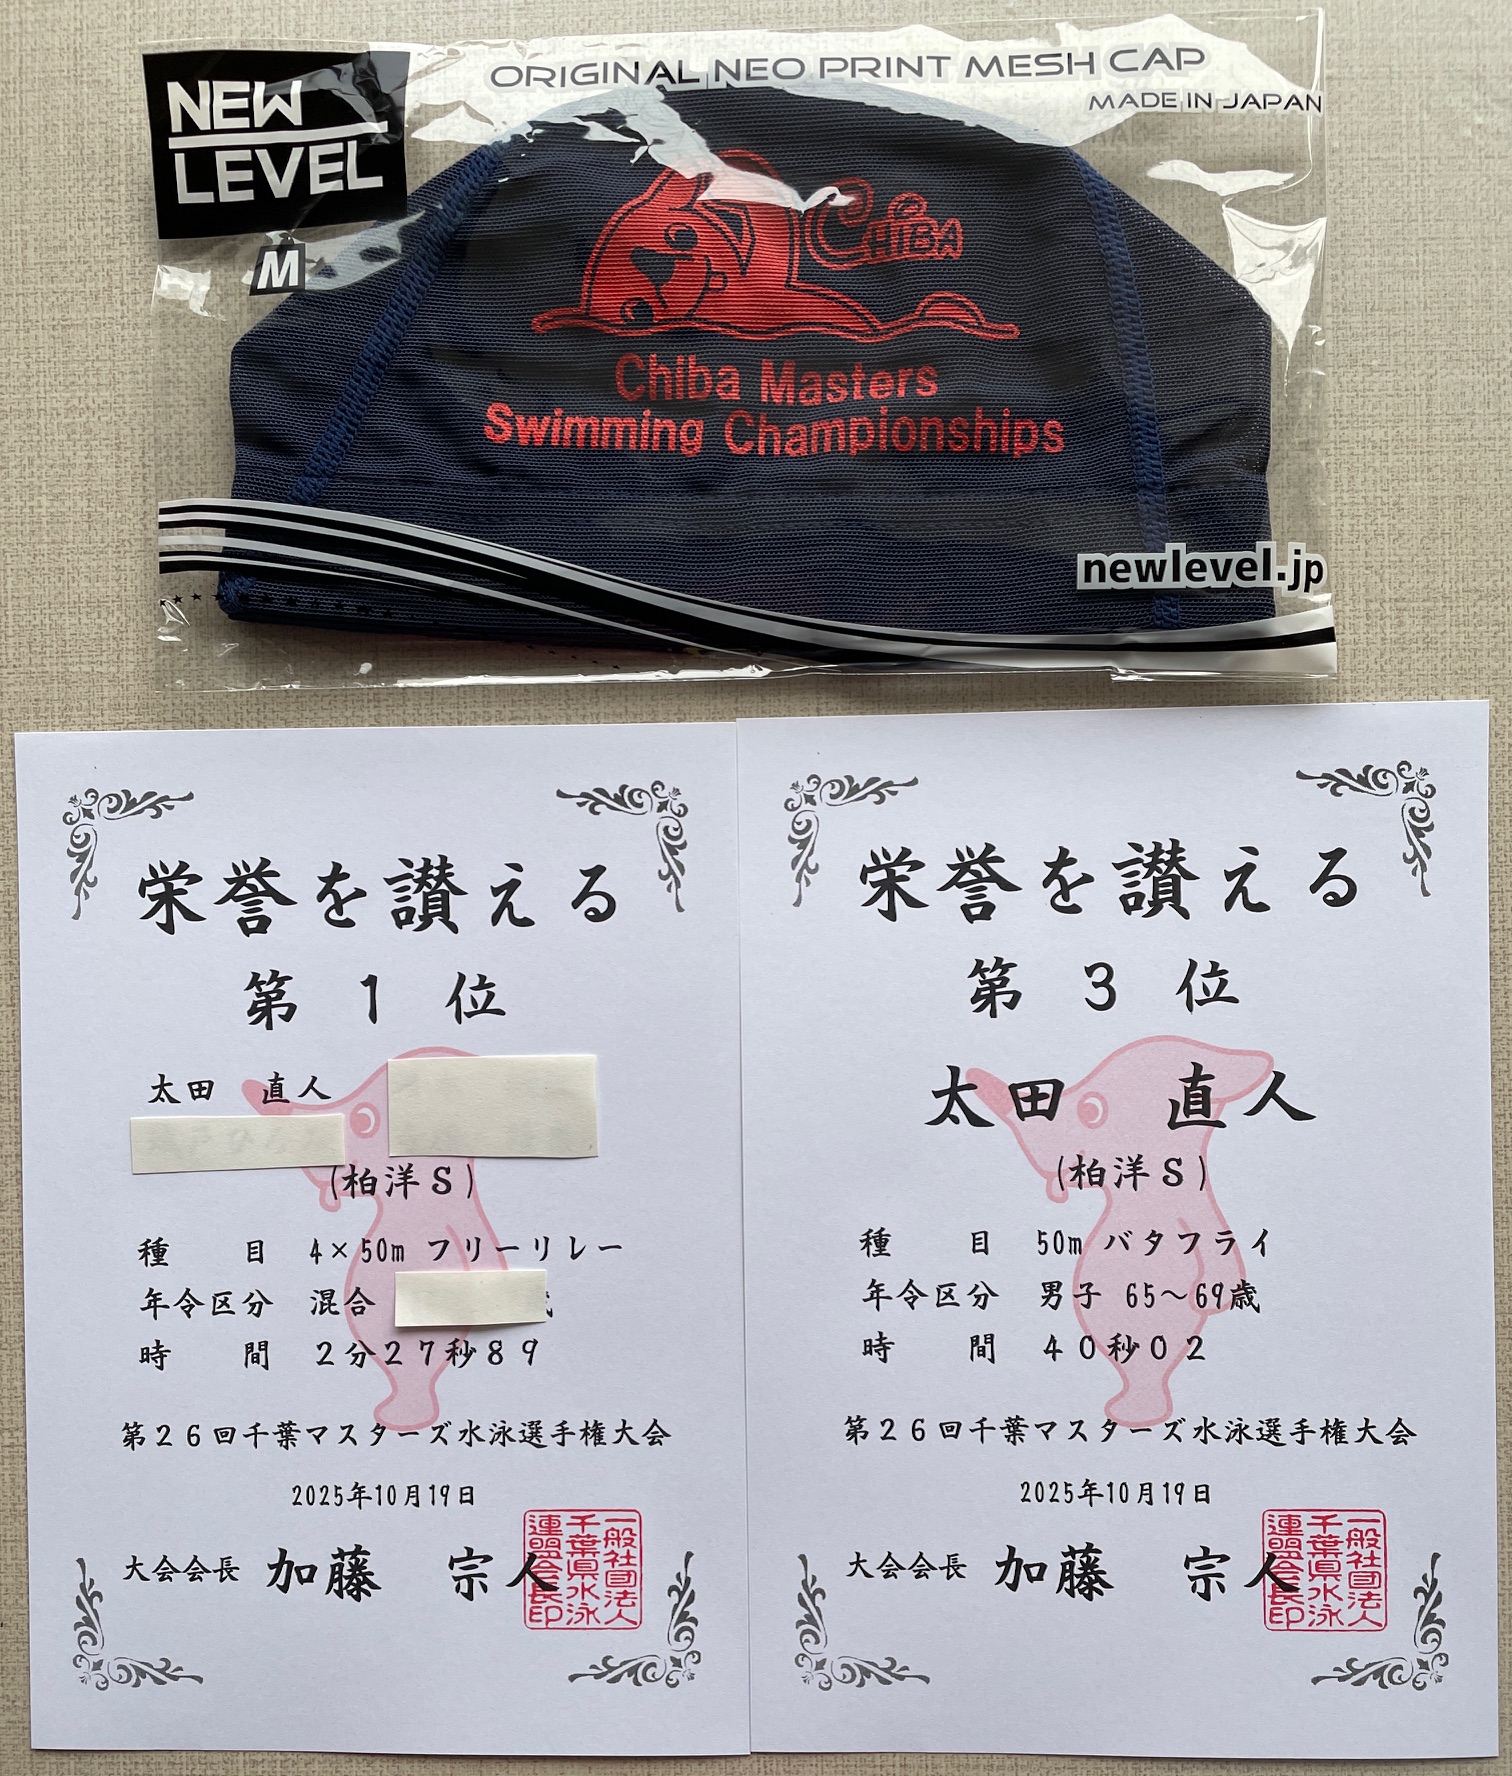 NEW
LEVEL
M
ORIGINAL NEO PRINT MESH CAP
MADE IN JAPAN
CHIBA
Chiba Masters
Swimming Championships
newlevel.jp
栄誉を讃える
第 1 位
太田 直人
(柏洋S)
種 目 4×50m フリーリレー
年令区分 混合
時 間 2分27秒89
第26回千葉マスターズ水泳選手権大会
2025年10月19日
大会会長 加藤 宗人
一般社団法人
千葉県水泳
連盟会長印
栄誉を讃える
第 3 位
太田 直人
(柏洋S)
種 目 50m バタフライ
年令区分 男子 65～69歳
時 間 40秒02
第26回千葉マスターズ水泳選手権大会
2025年10月19日
大会会長 加藤 宗人
一般社団法人
千葉県水泳
連盟会長印